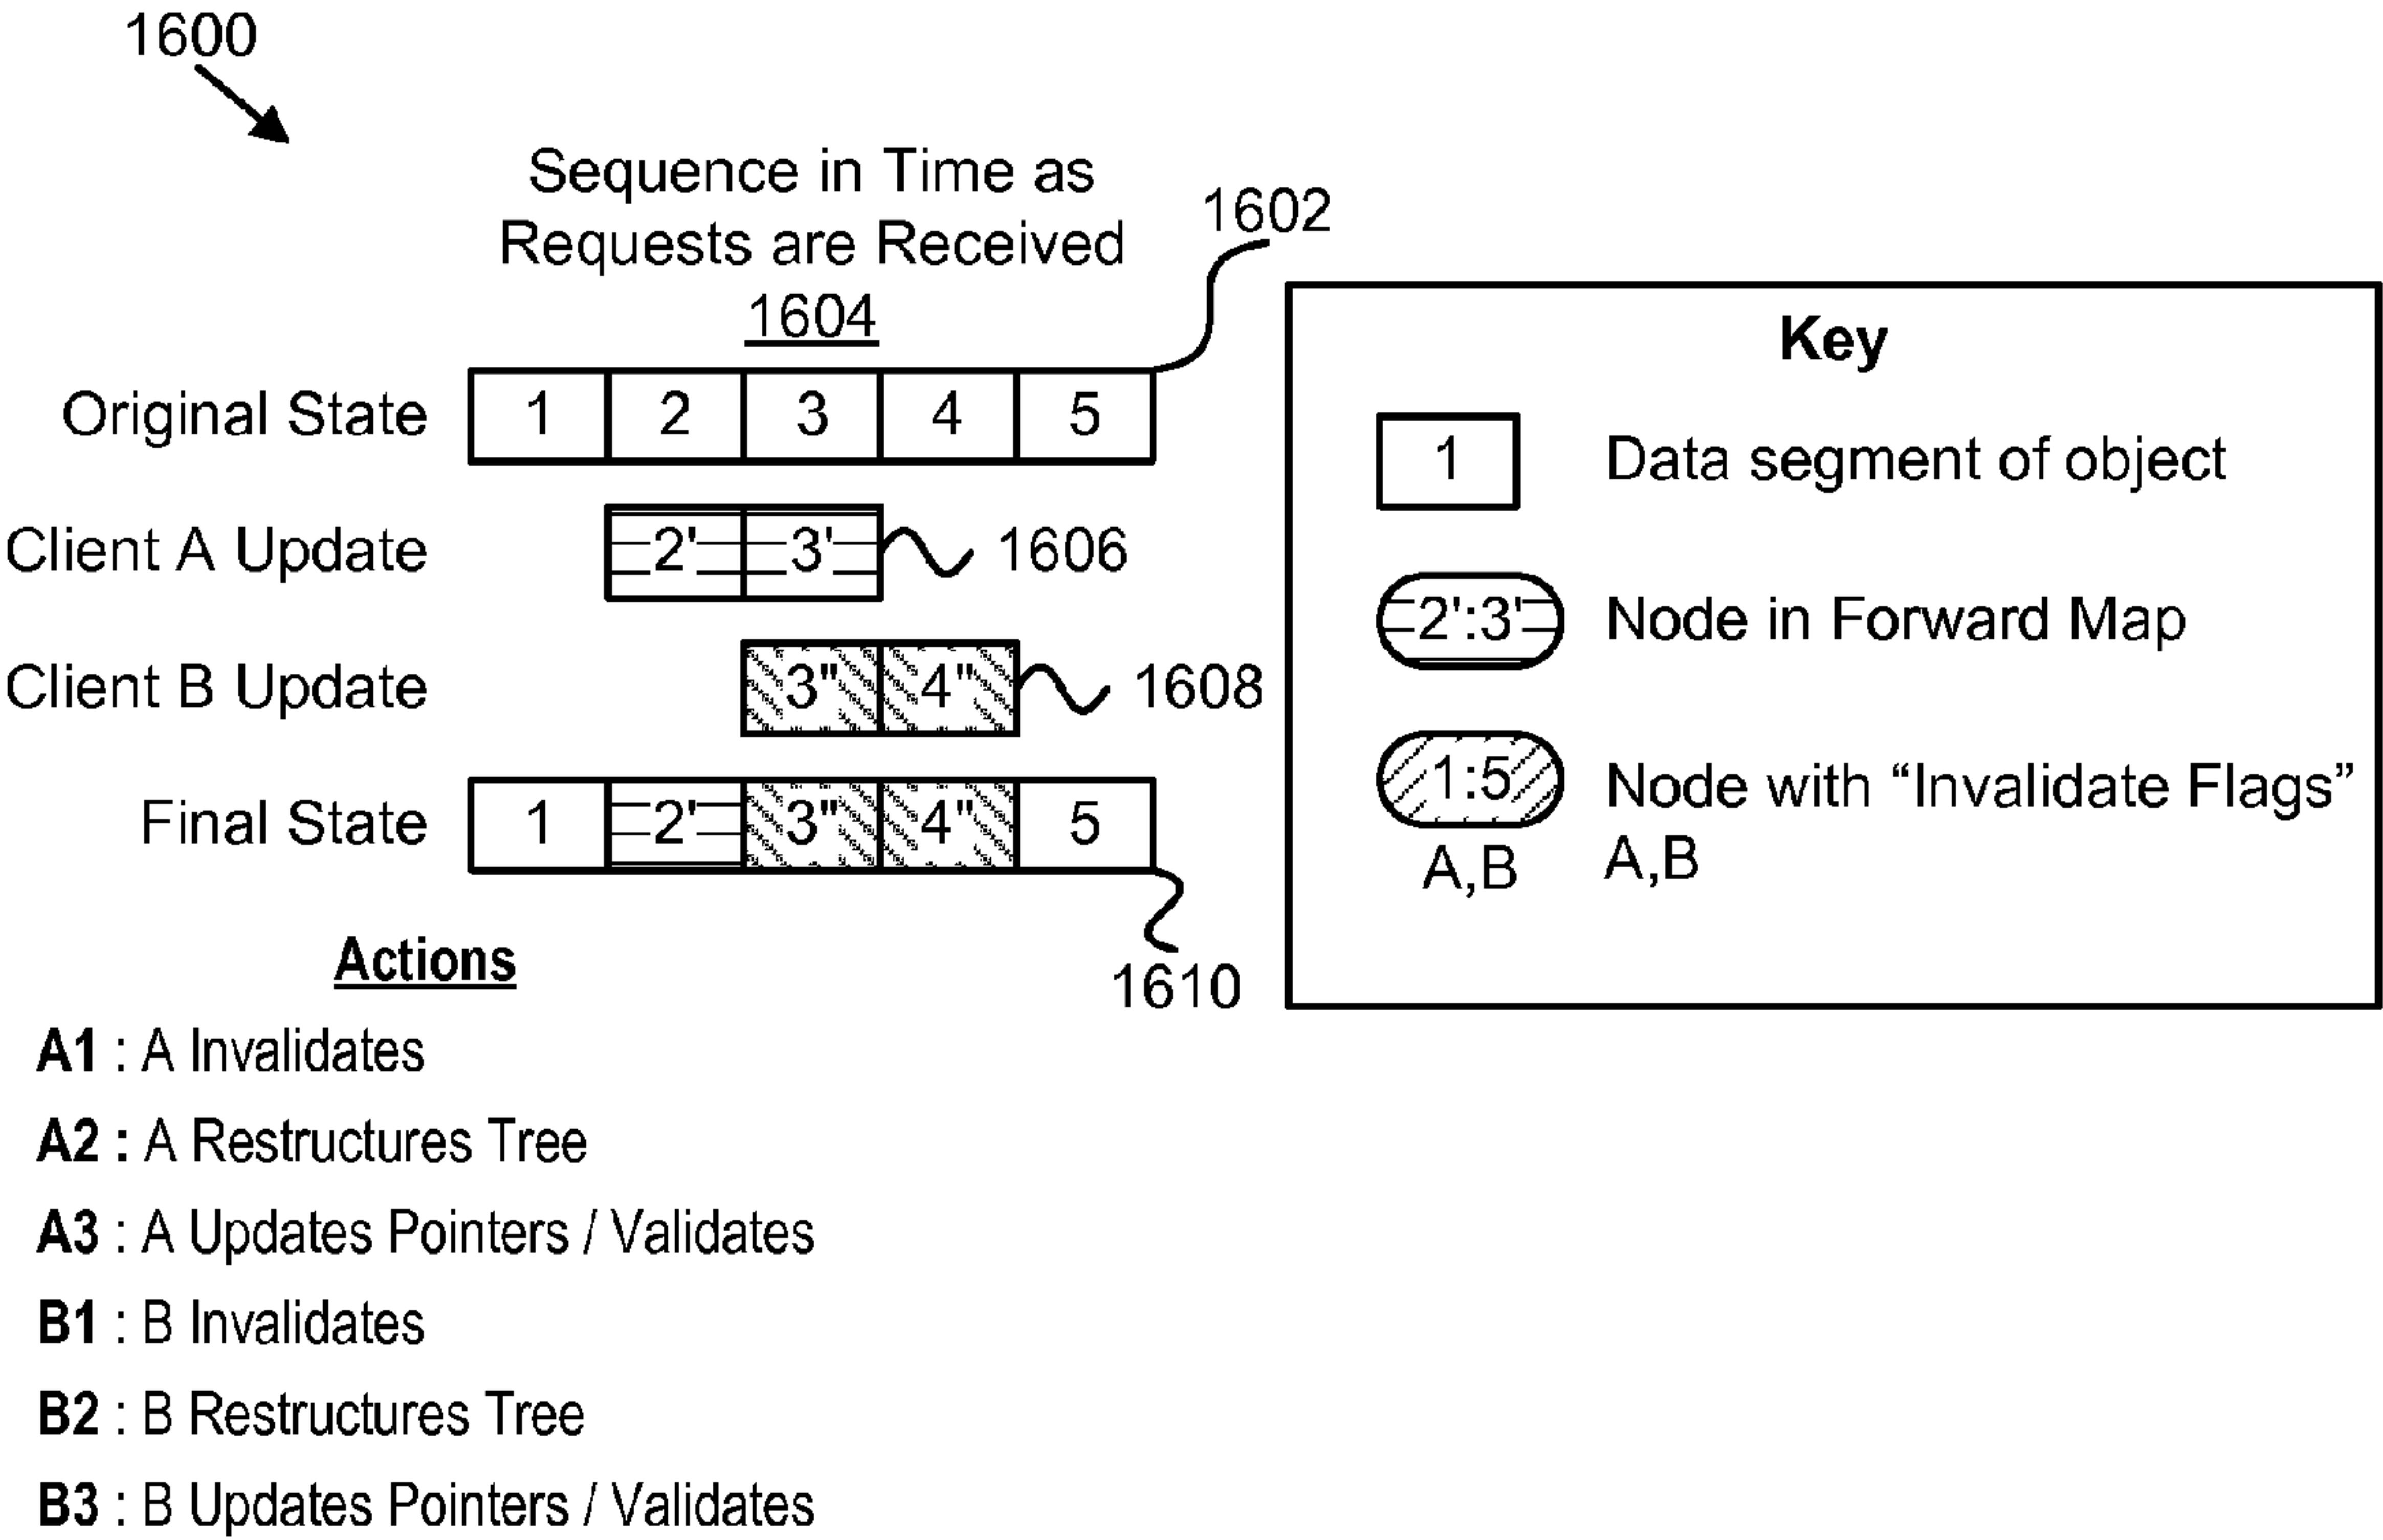 1600
Sequence in Time as
Requests are Received
1604
1602
Original State 1 2 3 4 5
Client A Update 2' 3' 1606
Client B Update 3" 4" 1608
Final State 1 2' 3" 4" 5
1610
Key
1 Data segment of object
2':3' Node in Forward Map
1:5 Node with “Invalidate Flags”
A,B A,B
Actions
A1 : A Invalidates
A2 : A Restructures Tree
A3 : A Updates Pointers / Validates
B1 : B Invalidates
B2 : B Restructures Tree
B3 : B Updates Pointers / Validates